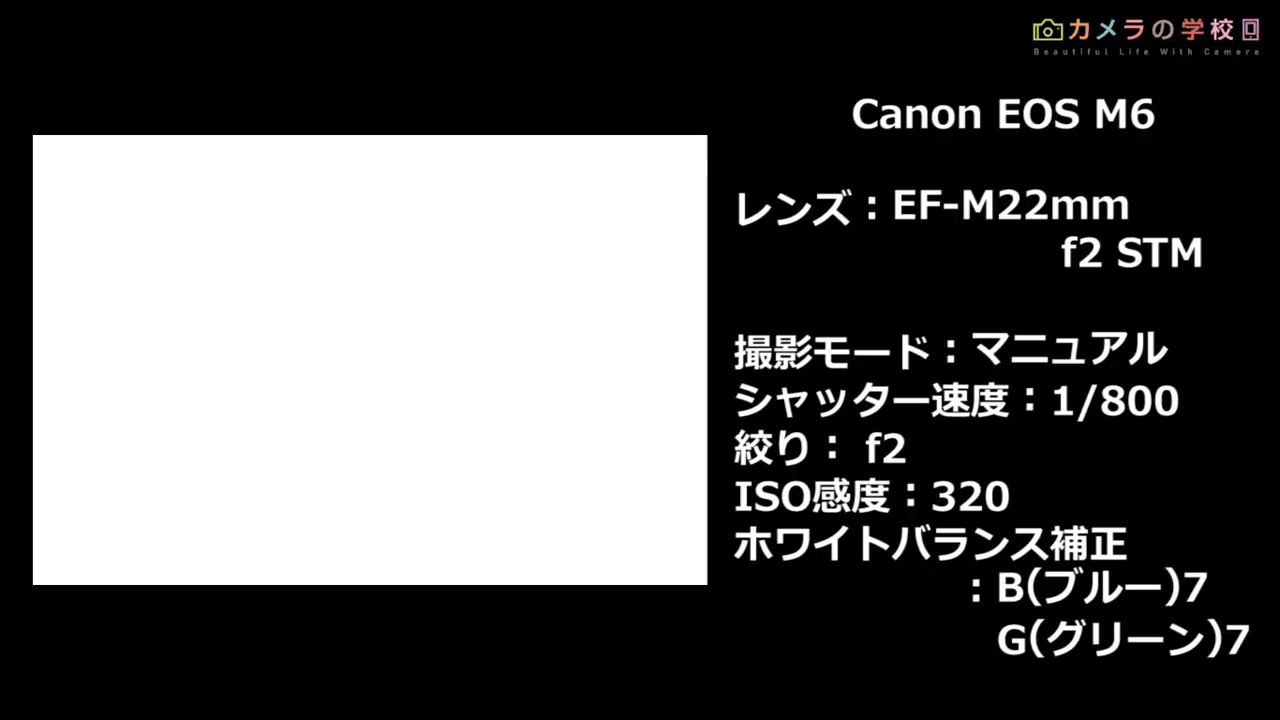 カメラの学校
Beautiful Life With Camera
Canon EOS M6
レンズ：EF-M22mm
f2 STM
撮影モード：マニュアル
シャッター速度：1/800
絞り： f2
ISO感度：320
ホワイトバランス補正
：B(ブルー)7
G(グリーン)7